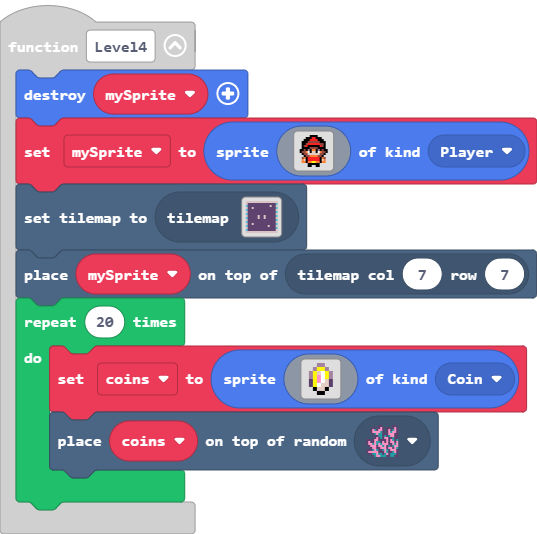 function Level4
destroy mySprite
set mySprite to sprite of kind Player
set tilemap to tilemap
place mySprite on top of tilemap col 7 row 7
repeat 20 times
do
set coins to sprite of kind Coin
place coins on top of random